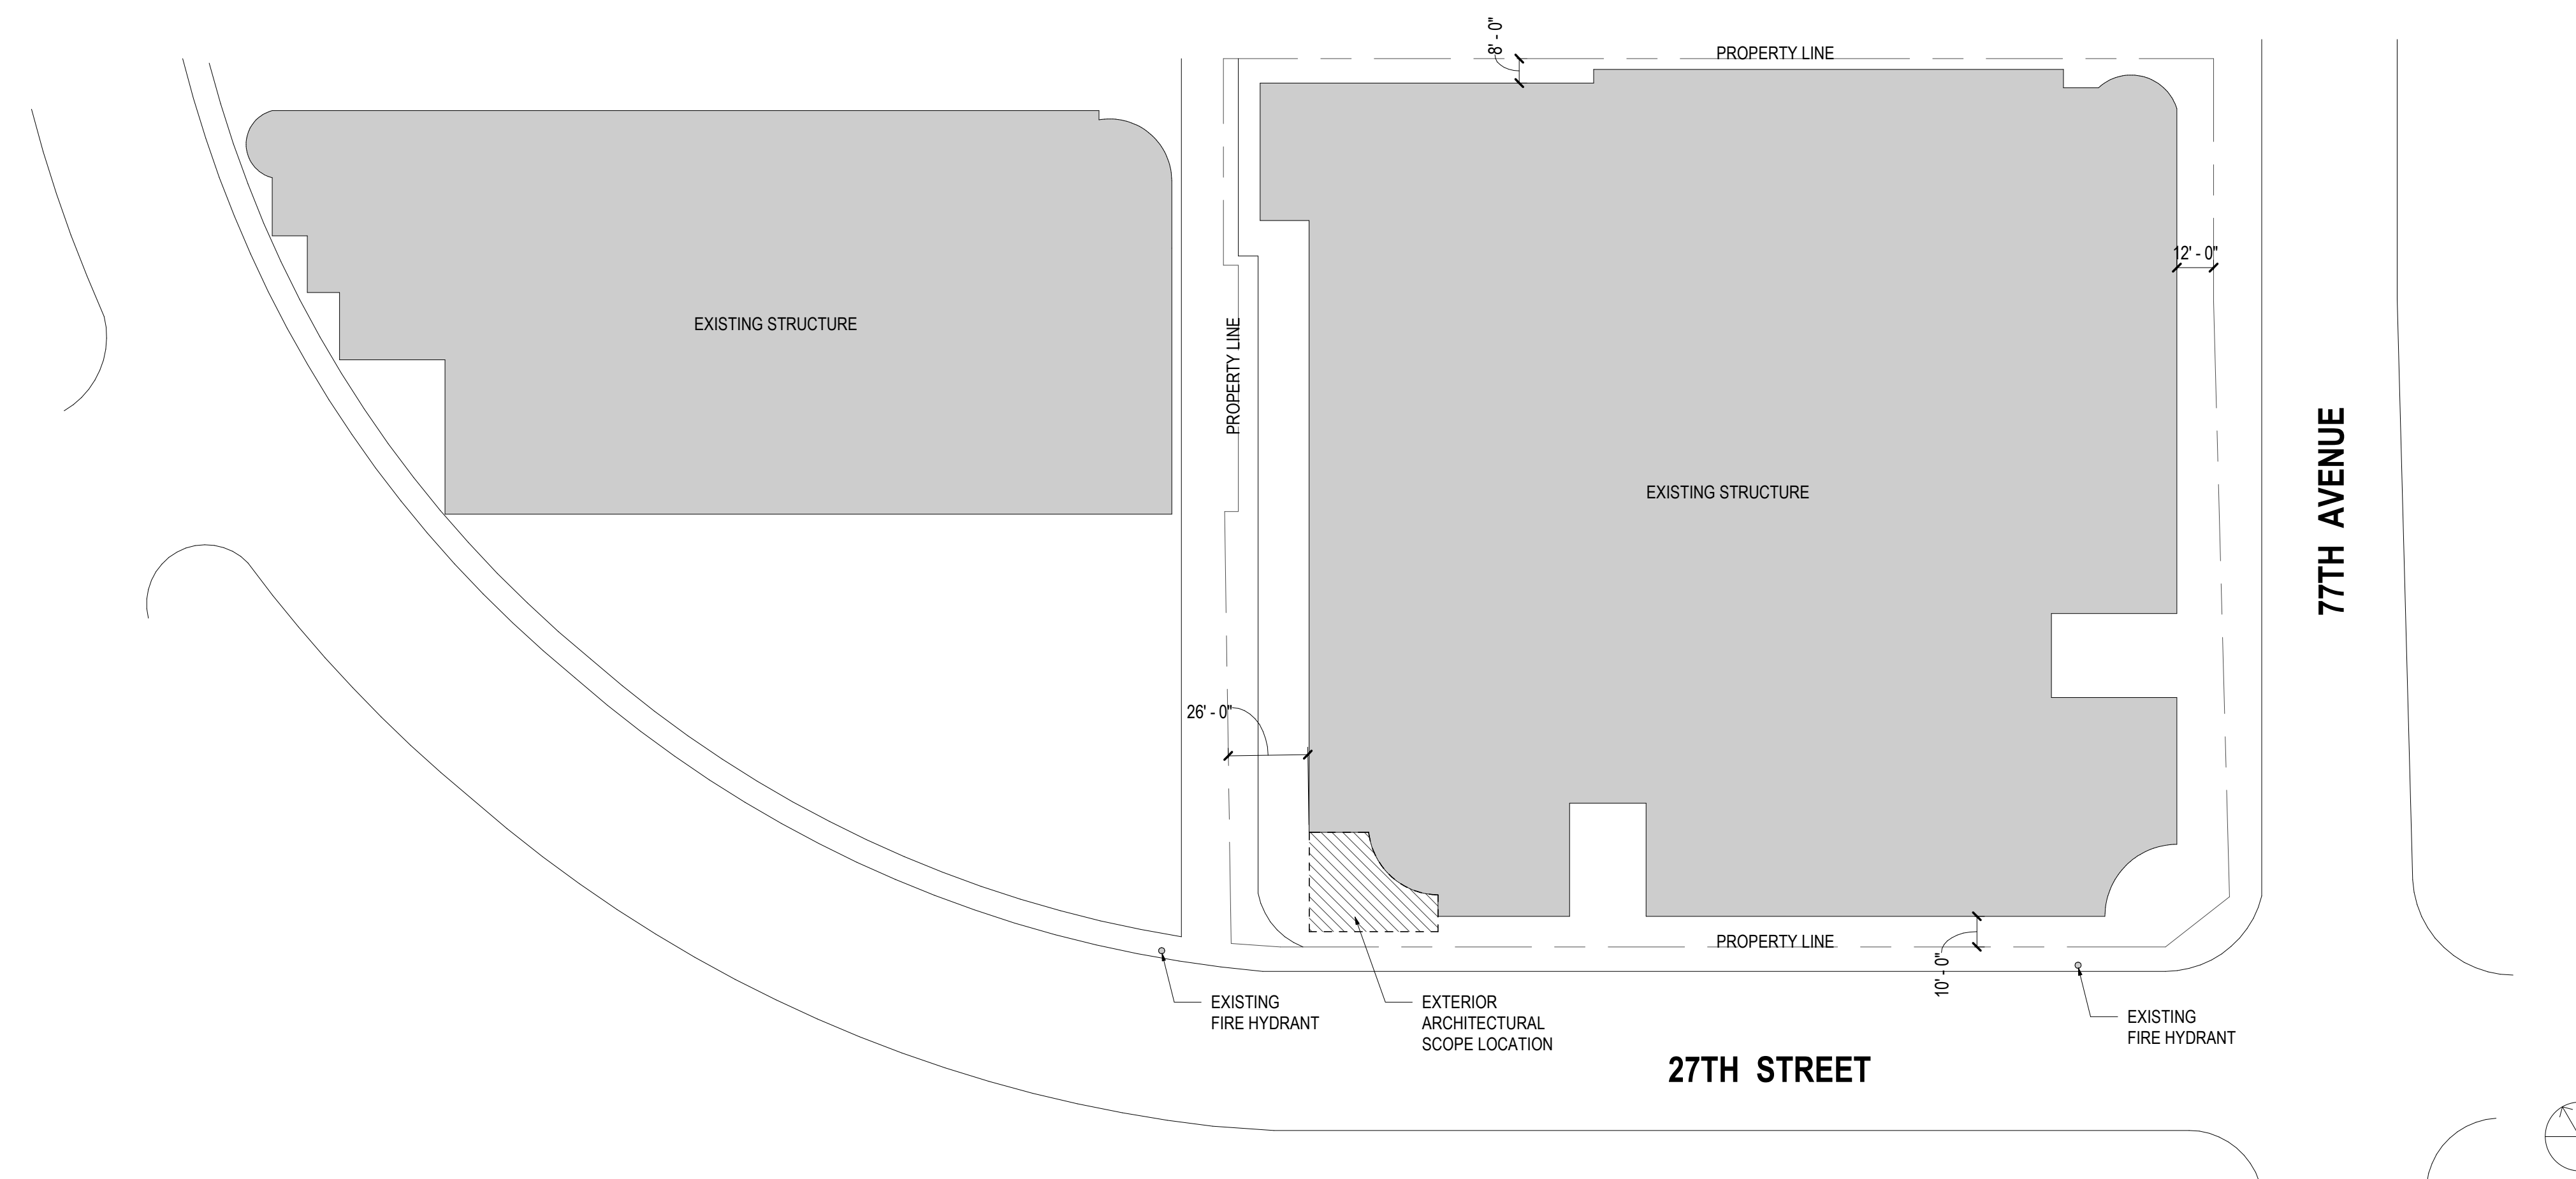 8' - 0"
PROPERTY LINE
12' - 0"
EXISTING STRUCTURE
PROPERTY LINE
EXISTING STRUCTURE
77TH AVENUE
26' - 0"
PROPERTY LINE
10' - 0"
EXISTING
FIRE HYDRANT
EXTERIOR
ARCHITECTURAL
SCOPE LOCATION
EXISTING
FIRE HYDRANT
27TH STREET